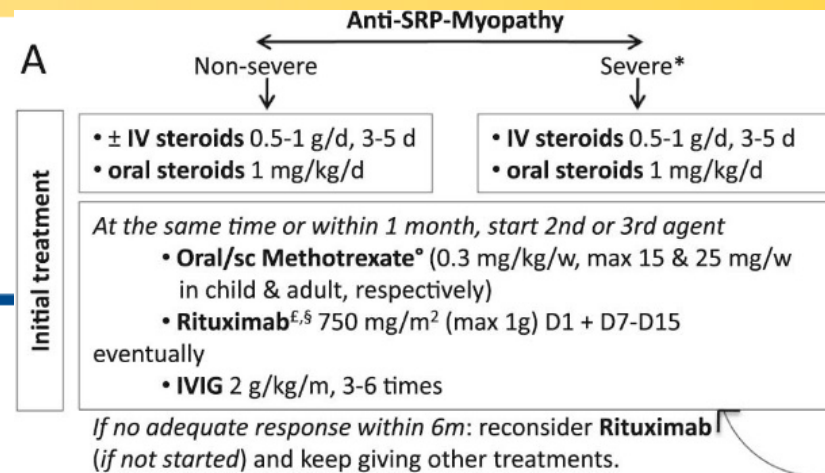 Anti-SRP-Myopathy
A
Non-severe
Severe*
• ± IV steroids 0.5-1 g/d, 3-5 d
• oral steroids 1 mg/kg/d
• IV steroids 0.5-1 g/d, 3-5 d
• oral steroids 1 mg/kg/d
Initial treatment
At the same time or within 1 month, start 2nd or 3rd agent
• Oral/sc Methotrexate° (0.3 mg/kg/w, max 15 & 25 mg/w
in child & adult, respectively)
• Rituximab£,§ 750 mg/m² (max 1g) D1 + D7-D15
eventually
• IVIG 2 g/kg/m, 3-6 times
If no adequate response within 6m: reconsider Rituximab
(if not started) and keep giving other treatments.